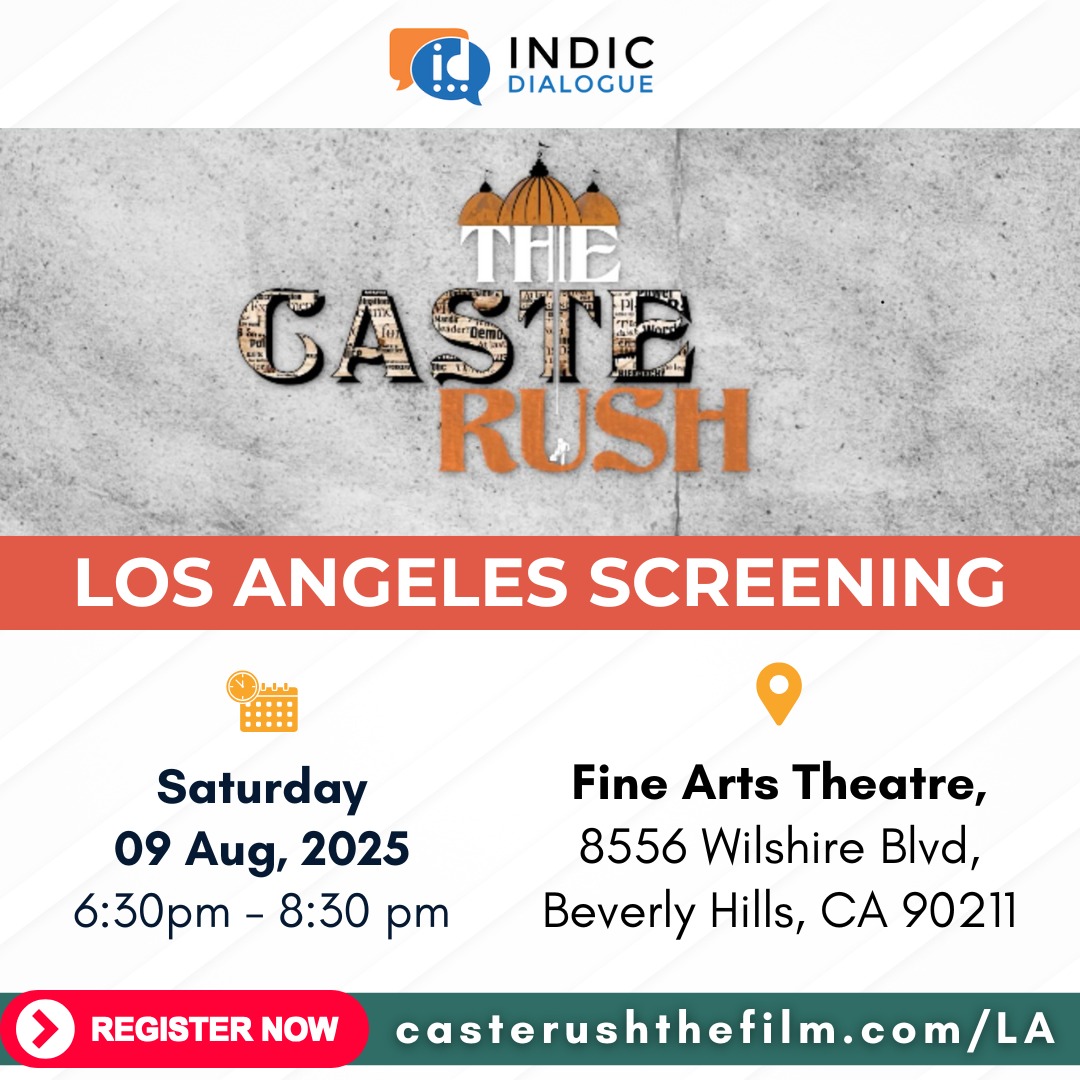 id
INDIC
DIALOGUE
THE
CASTE
RUSH
LOS ANGELES SCREENING
Saturday
09 Aug, 2025
6:30pm - 8:30 pm
Fine Arts Theatre,
8556 Wilshire Blvd,
Beverly Hills, CA 90211
REGISTER NOW
casterushthefilm.com/LA